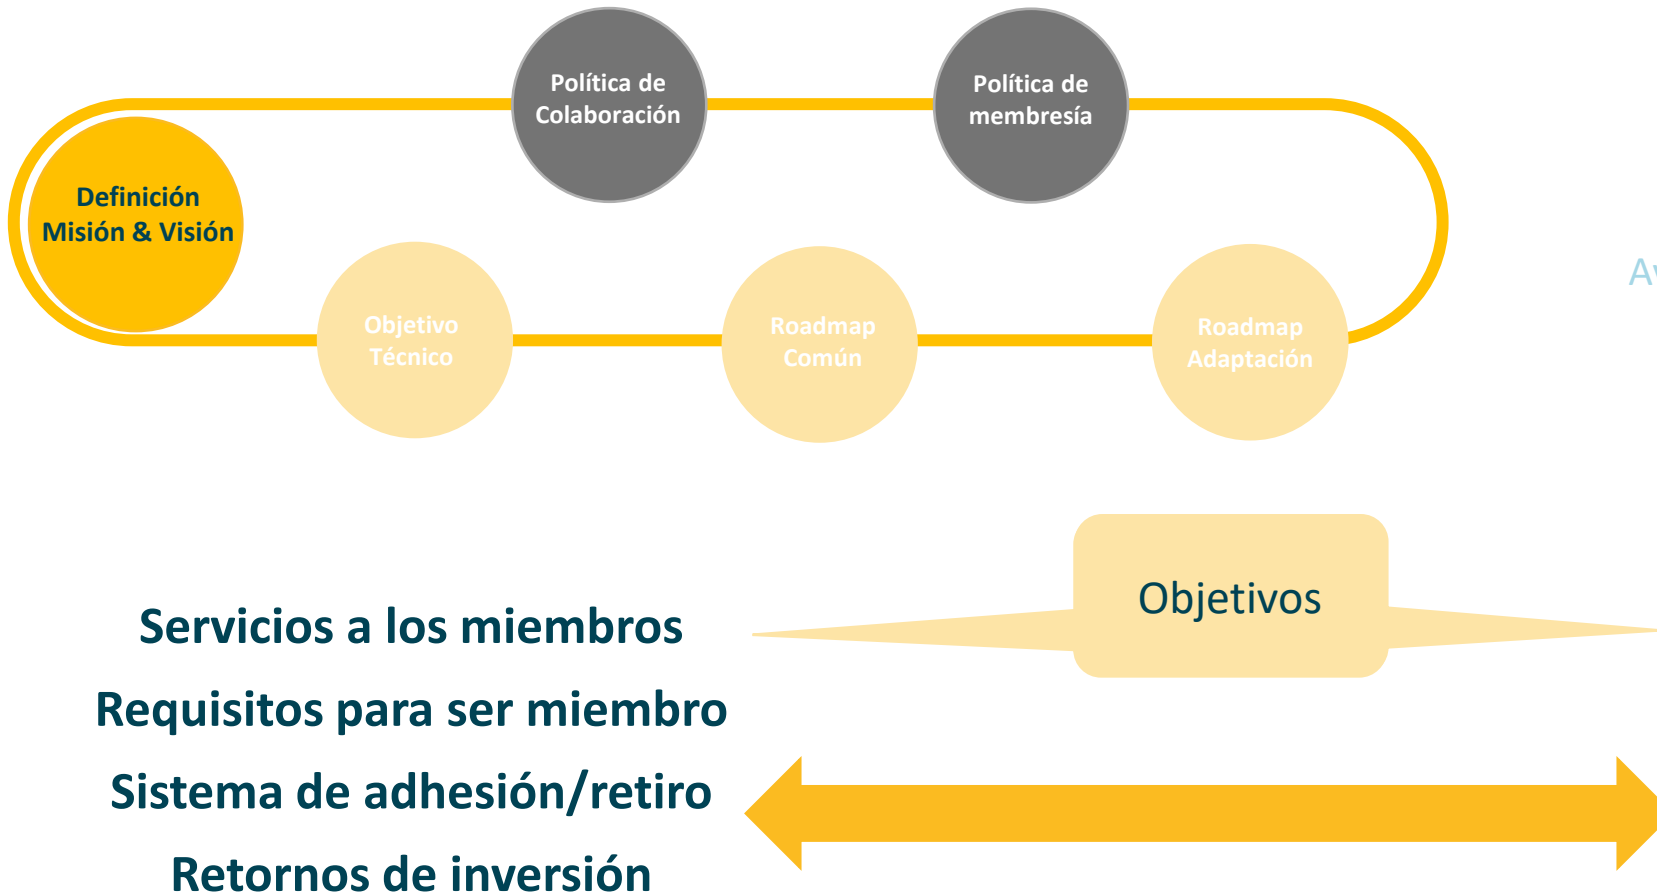 Política de
Colaboración
Política de
membresía
Definición
Misión & Visión
Objetivo
Técnico
Roadmap
Común
Roadmap
Adaptación
Objetivos
Servicios a los miembros
Requisitos para ser miembro
Sistema de adhesión/retiro
Retornos de inversión